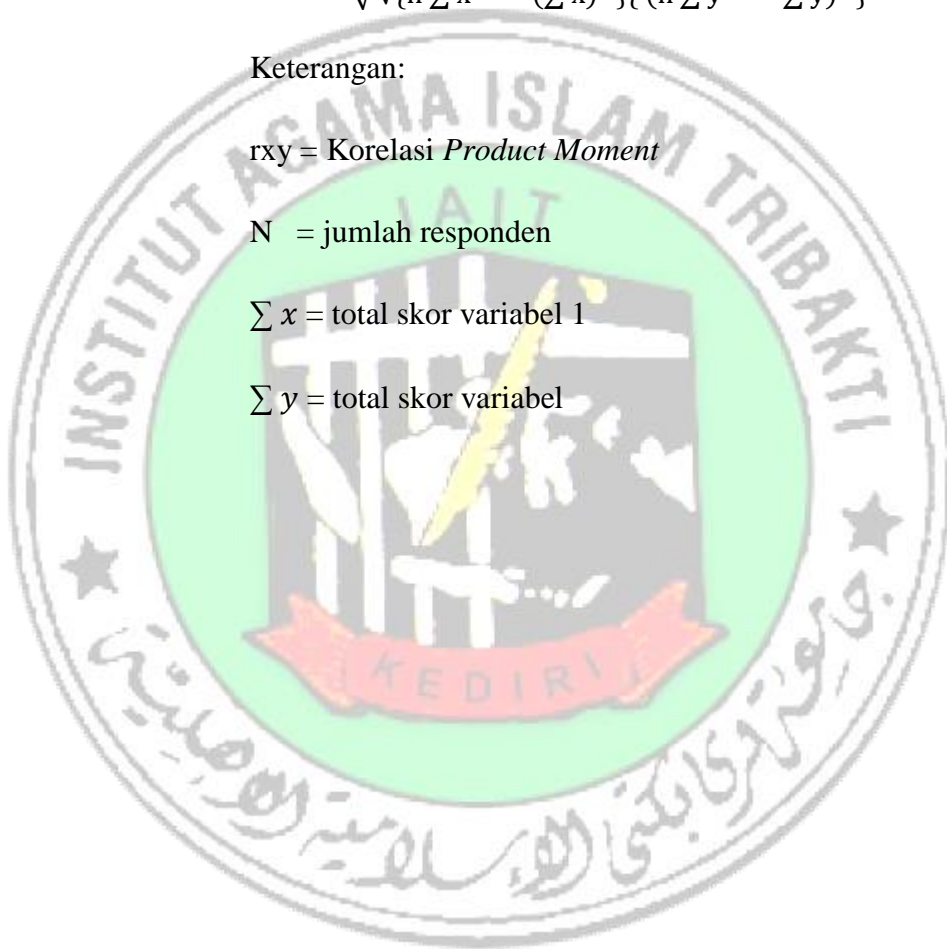 Keterangan:
rxy = Korelasi Product Moment
N = jumlah responden
∑ x = total skor variabel 1
∑ y = total skor variabel
INSTITUT AGAMA ISLAM TRIBAKTI
IAIT
KEDIRI